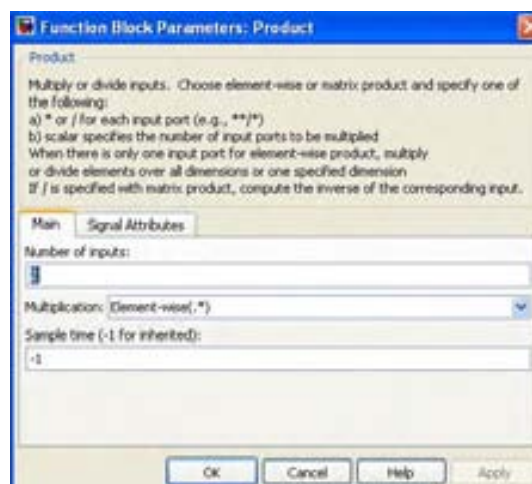 Function Block Parameters: Product
Product
Multiply or divide inputs. Choose element-wise or matrix product and specify one of
the following:
a) * or / for each input port (e.g., **/*)
b) scalar specifies the number of input ports to be multiplied
When there is only one input port for element-wise product, multiply
or divide elements over all dimensions or one specified dimension
If / is specified with matrix product, compute the inverse of the corresponding input.
Main Signal Attributes
Number of inputs:
Multiplication: Element-wise(.*)
Sample time (-1 for inherited):
-1
OK Cancel Help Apply